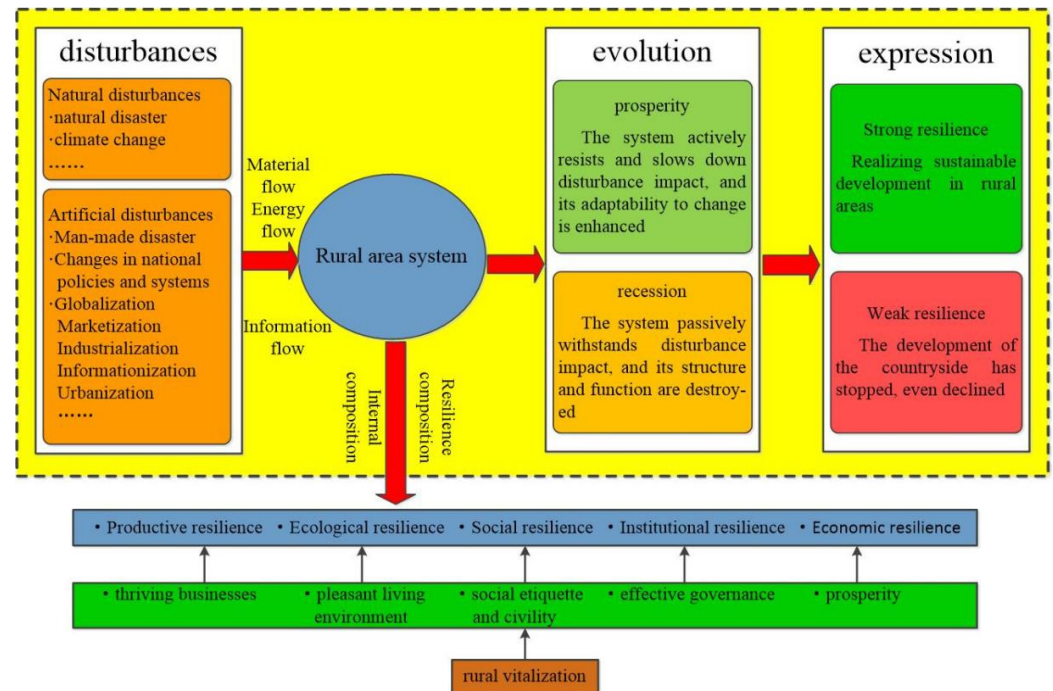 disturbances
Natural disturbances
·natural disaster
·climate change
……
Artificial disturbances
·Man-made disaster
·Changes in national
policies and systems
·Globalization
Marketization
Industrialization
Informationization
Urbanization
……
Material
flow
Energy
flow
Information
flow
Rural area system
Internal
composition
Resilience
composition
evolution
prosperity
The system actively
resists and slows down
disturbance impact, and
its adaptability to change
is enhanced
recession
The system passively
withstands disturbance
impact, and its structure
and function are destroy-
ed
expression
Strong resilience
Realizing sustainable
development in rural
areas
Weak resilience
The development of
the countryside has
stopped, even declined
• Productive resilience • Ecological resilience • Social resilience • Institutional resilience • Economic resilience
• thriving businesses
• pleasant living
environment
• social etiquette
and civility
• effective governance
• prosperity
rural vitalization